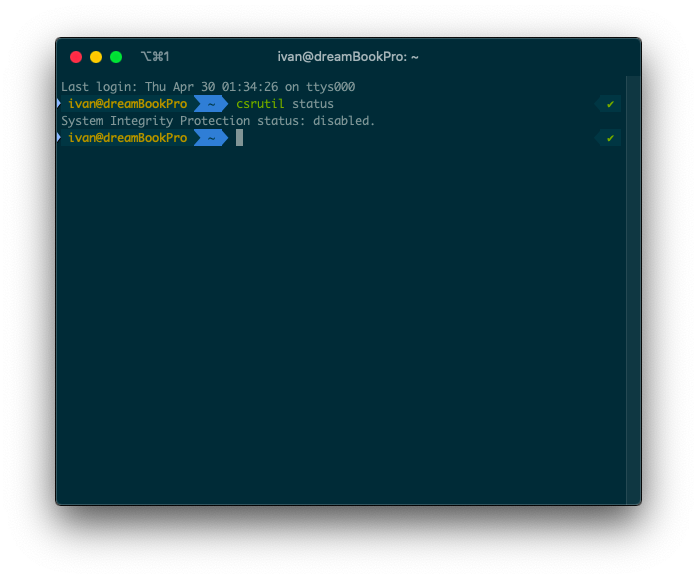 ⌥⌘1 ivan@dreamBookPro: ~
Last login: Thu Apr 30 01:34:26 on ttys000
ivan@dreamBookPro ~ csrutil status ✔
System Integrity Protection status: disabled.
ivan@dreamBookPro ~ ✔